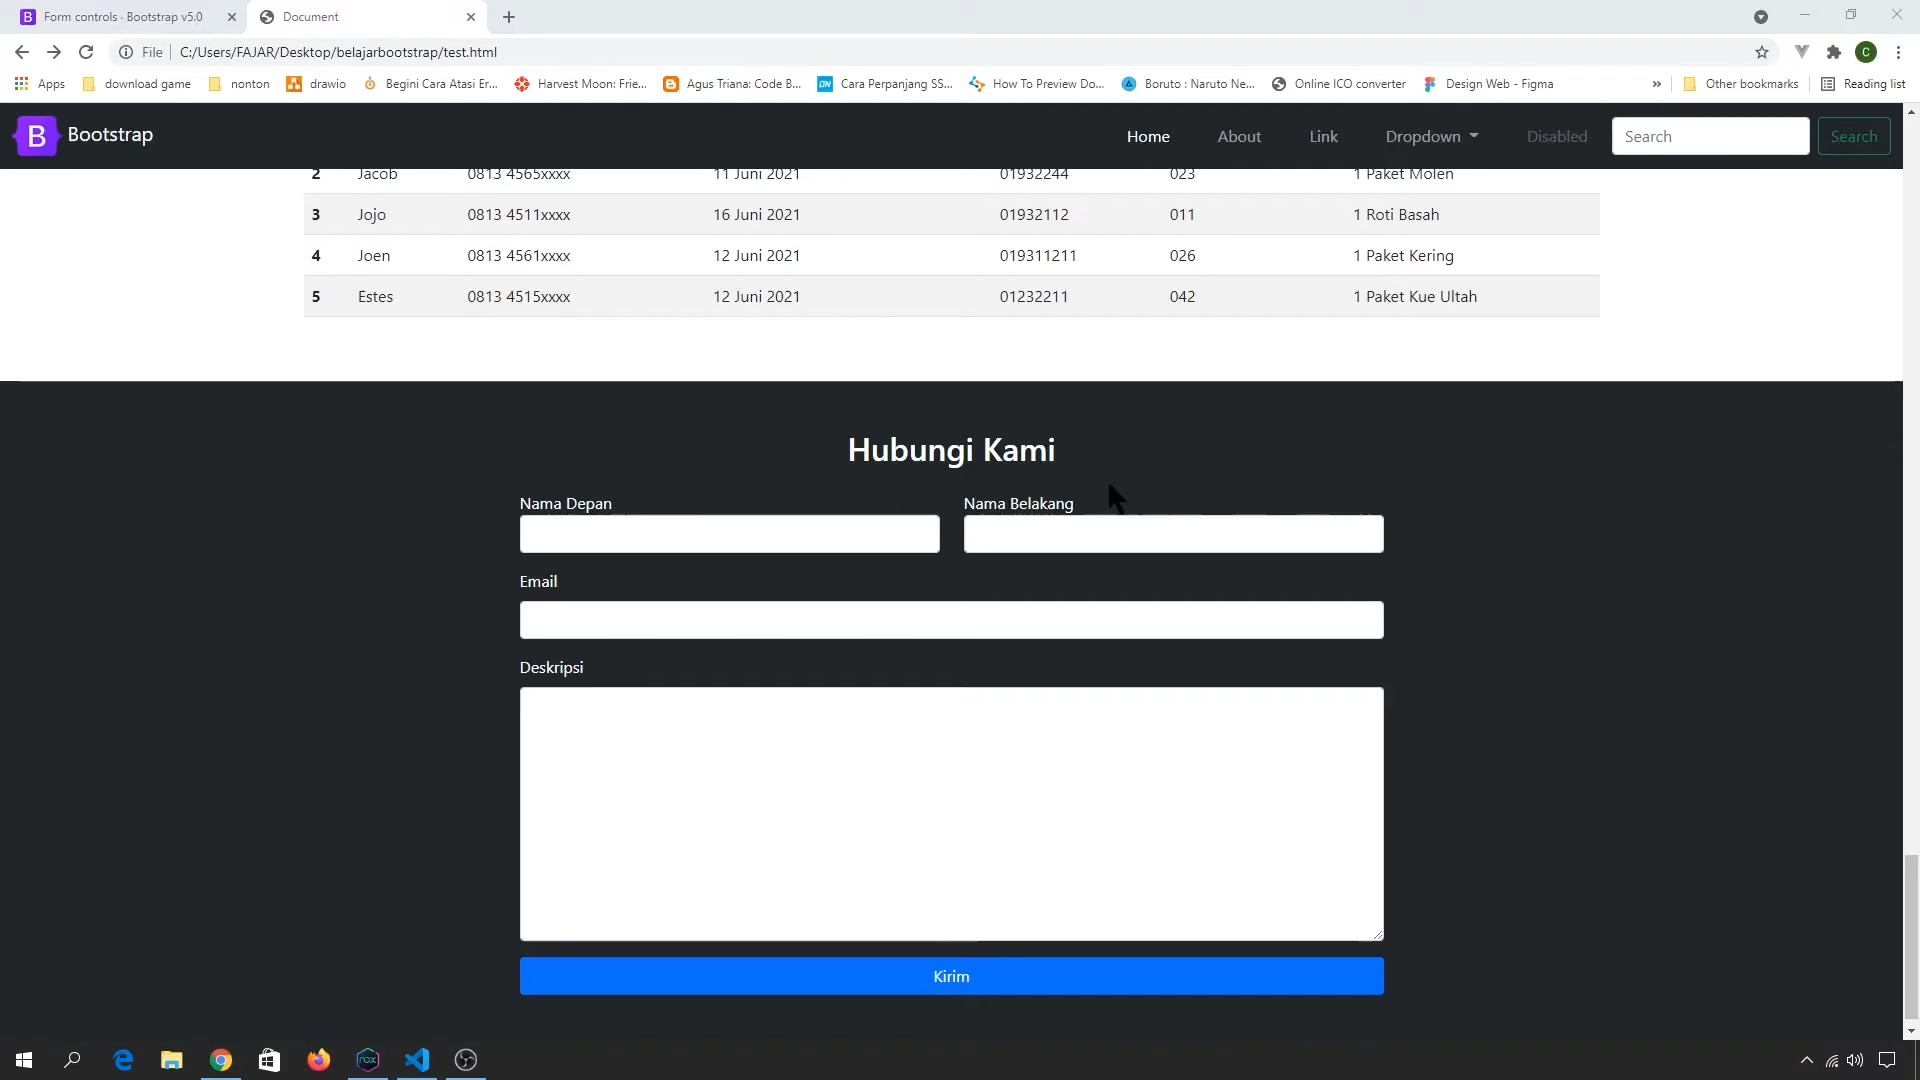 Form controls · Bootstrap v5.0
Document
File
C:/Users/FAJAR/Desktop/belajarbootstrap/test.html
C
Apps
download game
nonton
drawio
Begini Cara Atasi Er...
Harvest Moon: Frie...
Agus Triana: Code B...
Cara Perpanjang SS...
How To Preview Do...
Boruto : Naruto Ne...
Online ICO converter
Design Web - Figma
»
Other bookmarks
Reading list
B Bootstrap
Home
About
Link
Dropdown
Disabled
Search
Search
2 Jacob 0813 4565xxxx 11 Juni 2021 01932244 023 1 Paket Molen
3 Jojo 0813 4511xxxx 16 Juni 2021 01932112 011 1 Roti Basah
4 Joen 0813 4561xxxx 12 Juni 2021 019311211 026 1 Paket Kering
5 Estes 0813 4515xxxx 12 Juni 2021 01232211 042 1 Paket Kue Ultah
Hubungi Kami
Nama Depan
Nama Belakang
Email
Deskripsi
Kirim